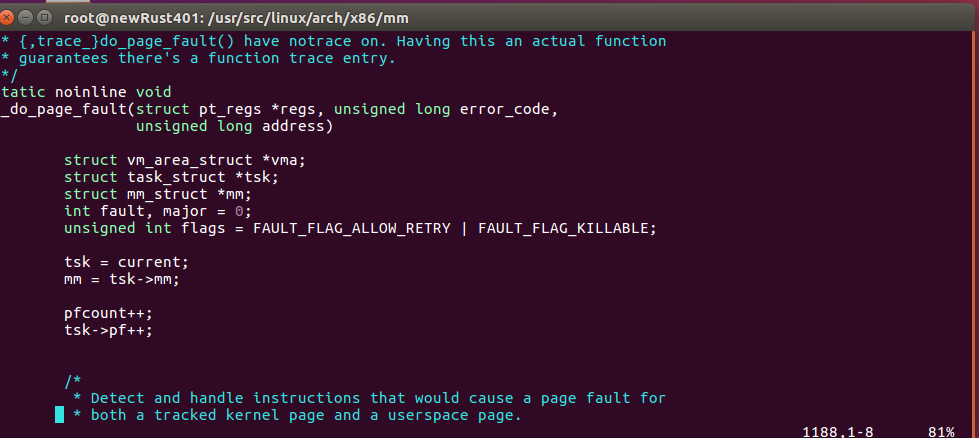 root@newRust401: /usr/src/linux/arch/x86/mm
* {,trace_}do_page_fault() have notrace on. Having this an actual function
* guarantees there's a function trace entry.
*/
tatic noinline void
_do_page_fault(struct pt_regs *regs, unsigned long error_code,
unsigned long address)
struct vm_area_struct *vma;
struct task_struct *tsk;
struct mm_struct *mm;
int fault, major = 0;
unsigned int flags = FAULT_FLAG_ALLOW_RETRY | FAULT_FLAG_KILLABLE;
tsk = current;
mm = tsk->mm;
pfcount++;
tsk->pf++;
/*
* Detect and handle instructions that would cause a page fault for
* both a tracked kernel page and a userspace page.
1188,1-8 81%